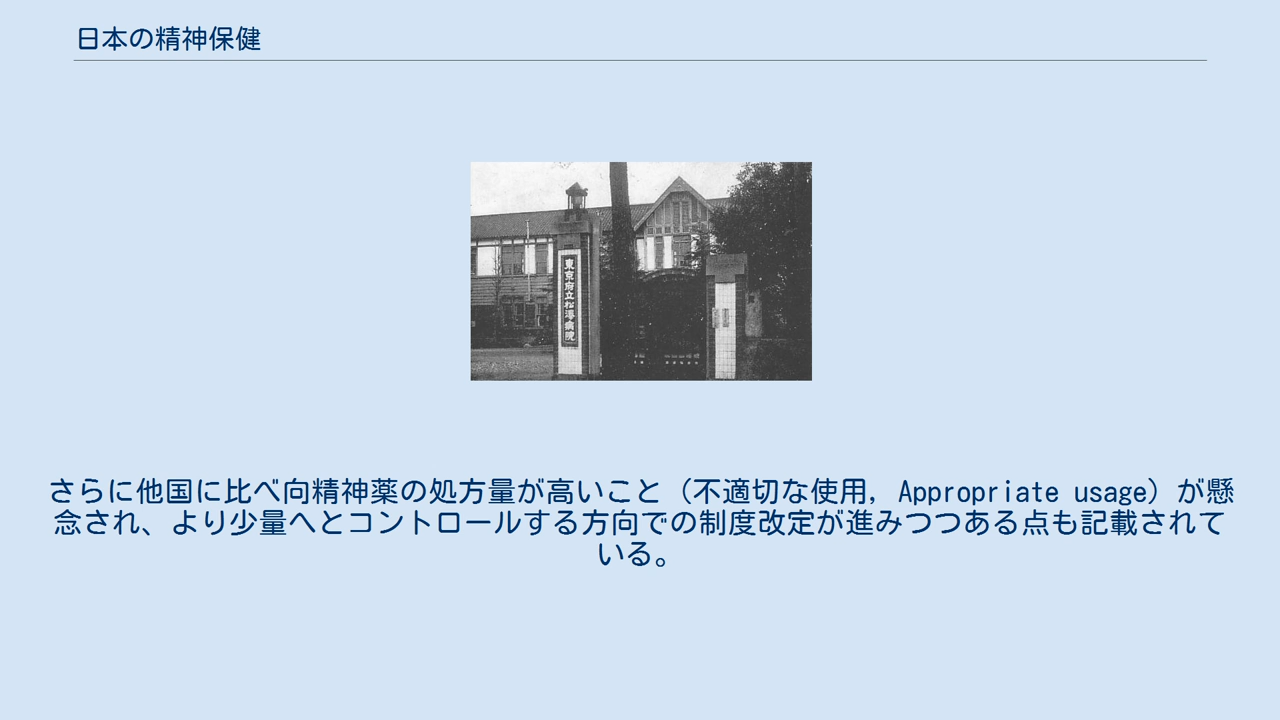 日本の精神保健
東京府立松澤病院
さらに他国に比べ向精神薬の処方量が高いこと（不適切な使用, Appropriate usage）が懸
念され、より少量へとコントロールする方向での制度改定が進みつつある点も記載されて
いる。